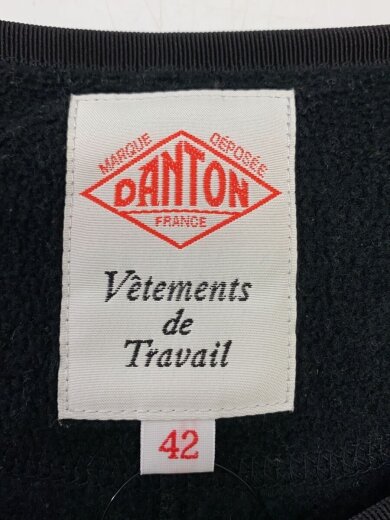 MARQUE DÉPOSÉE
DANTON
FRANCE
Vêtements
de
Travail
42